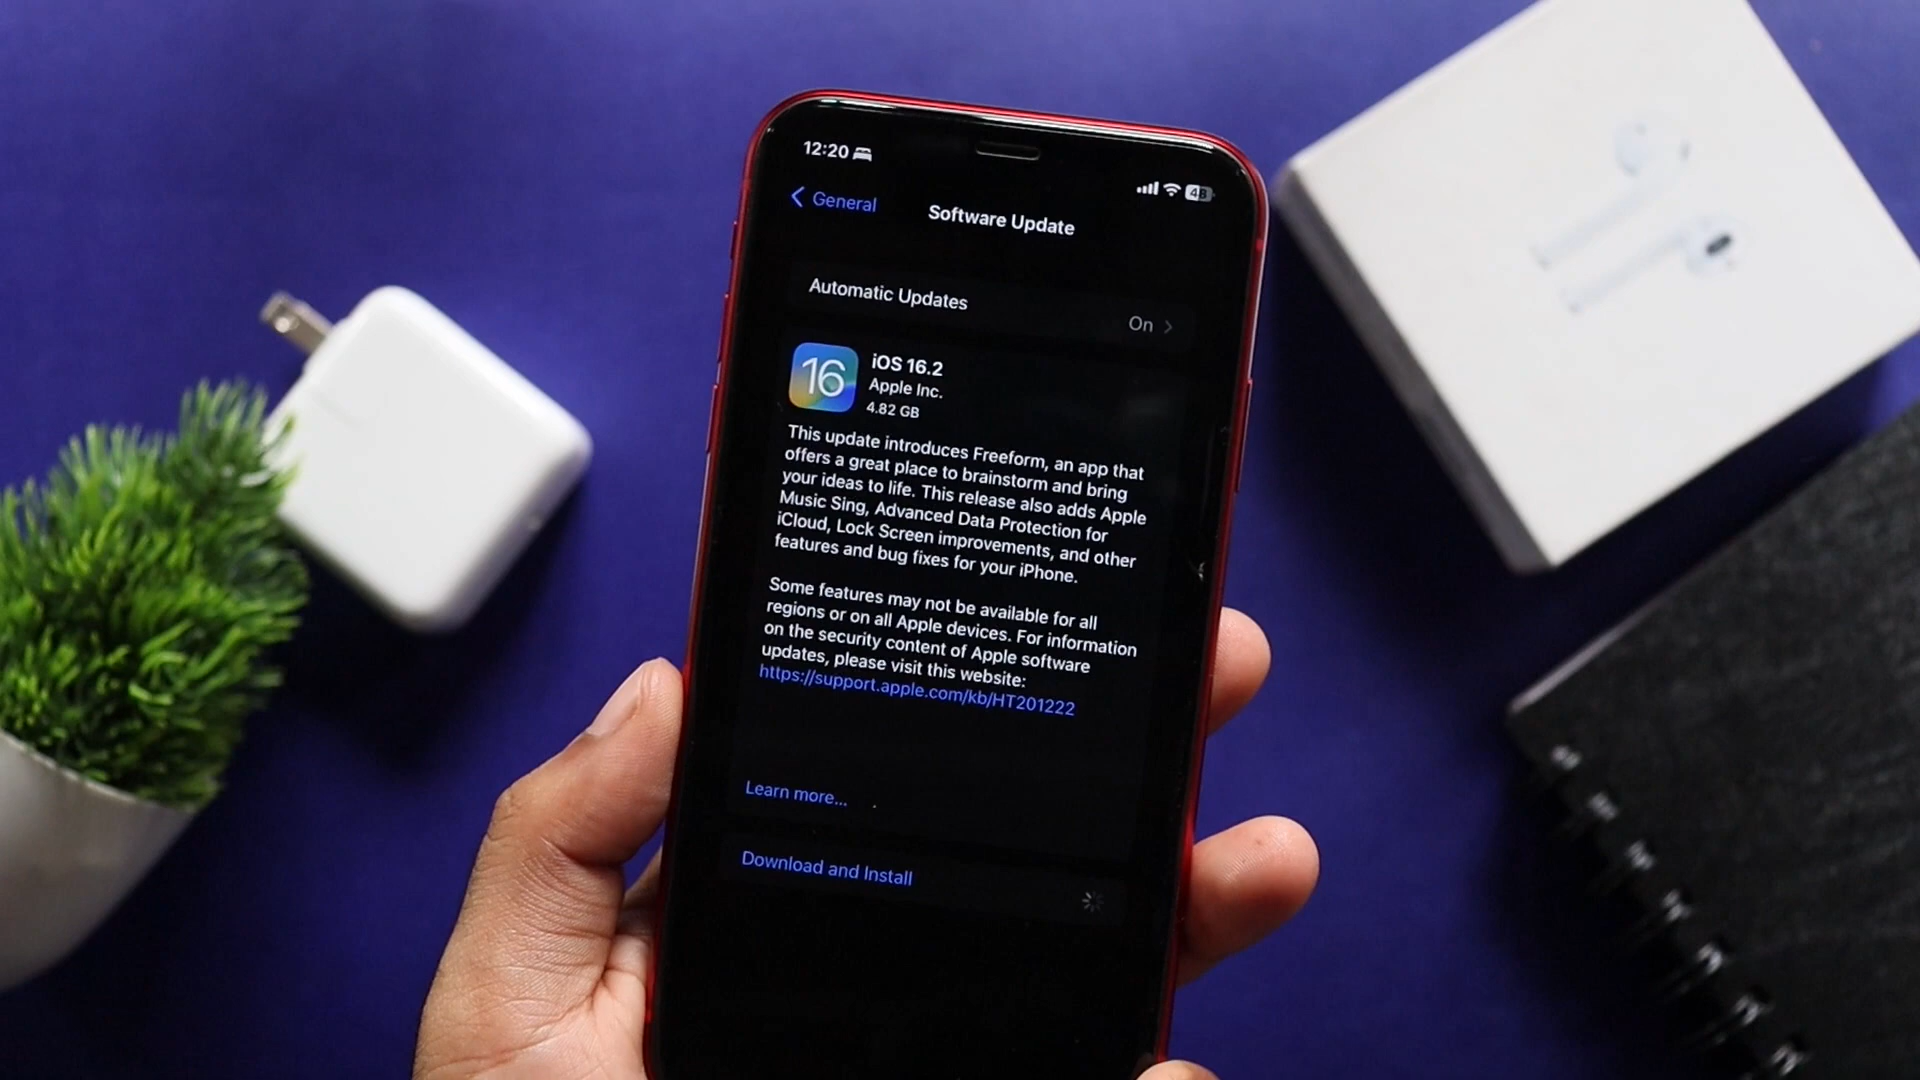 12:20
48
General
Software Update
Automatic Updates
On
16
iOS 16.2
Apple Inc.
4.82 GB
This update introduces Freeform, an app that
offers a great place to brainstorm and bring
your ideas to life. This release also adds Apple
Music Sing, Advanced Data Protection for
iCloud, Lock Screen improvements, and other
features and bug fixes for your iPhone.
Some features may not be available for all
regions or on all Apple devices. For information
on the security content of Apple software
updates, please visit this website:
https://support.apple.com/kb/HT201222
Learn more...
Download and Install